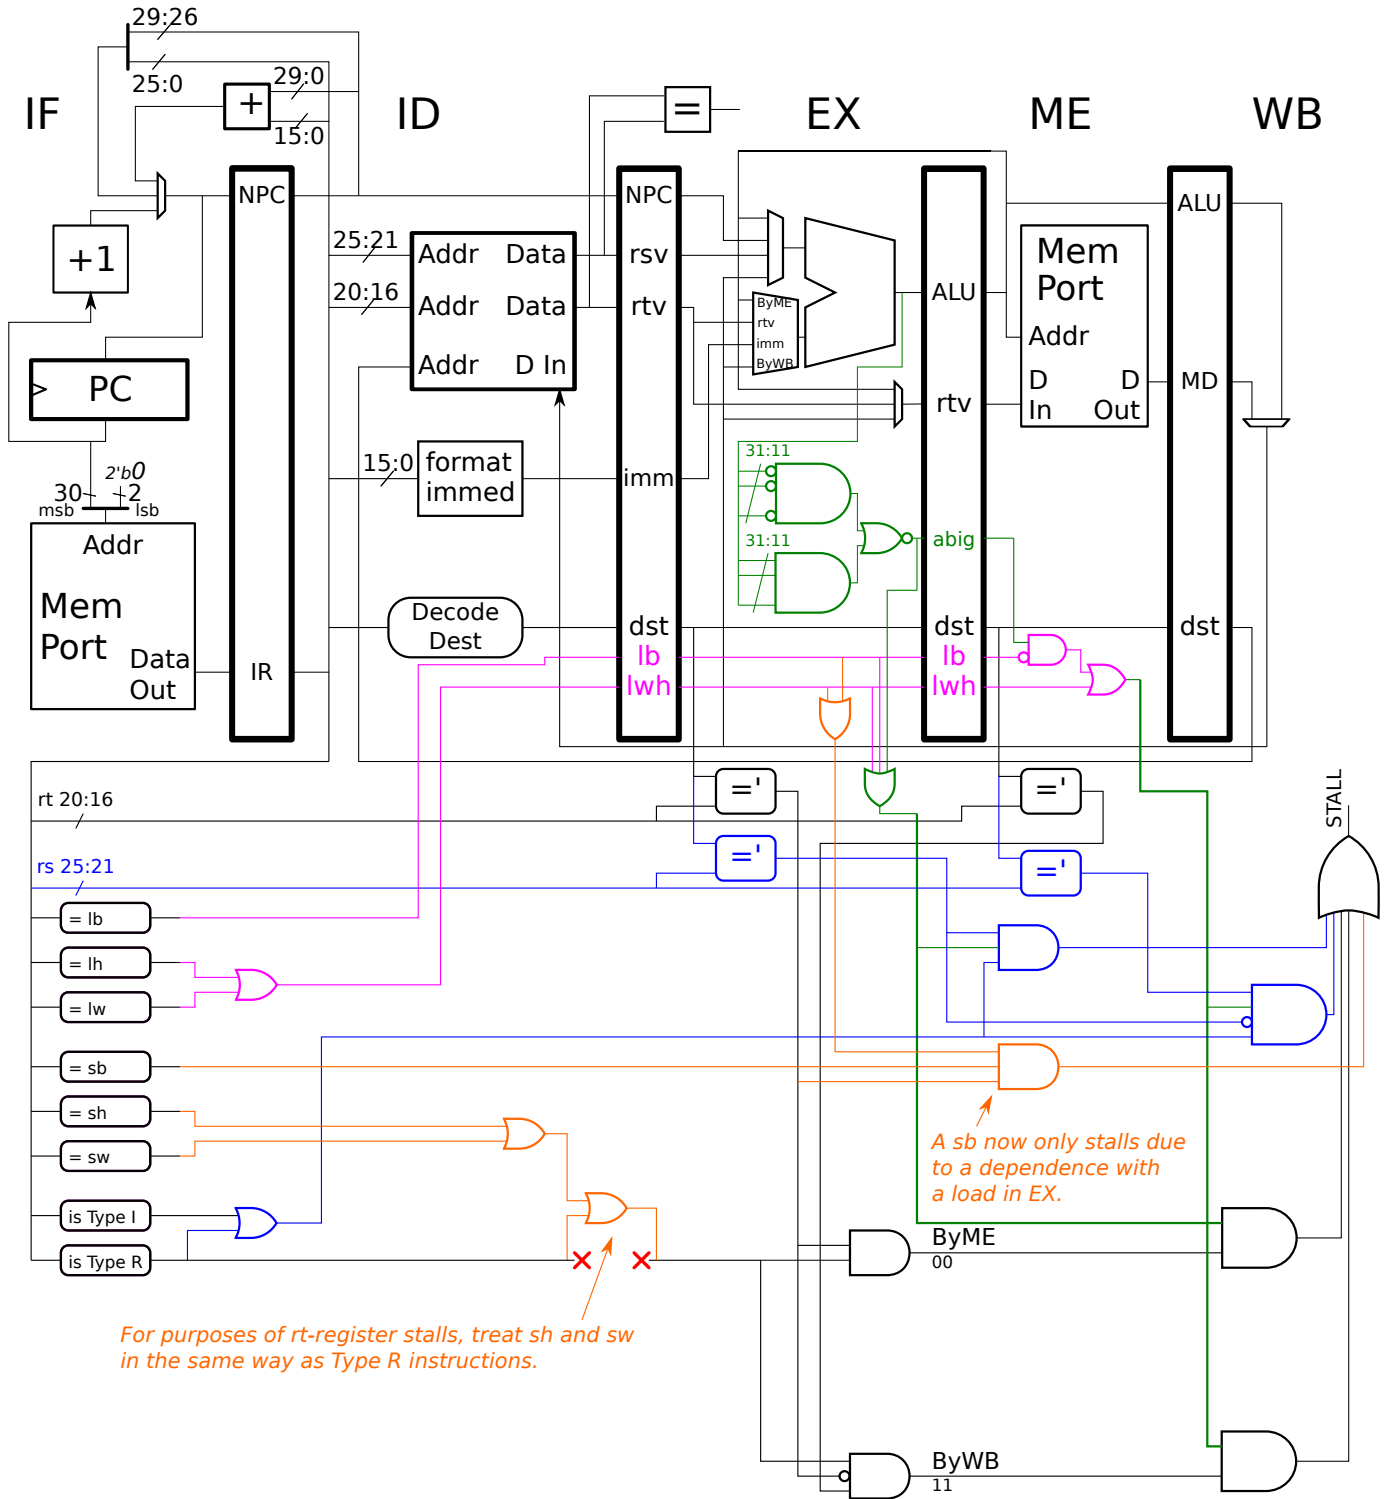 29:26
25:0
29:0
15:0
+
IF
ID
=
EX
ME
WB
NPC
NPC
ALU
+1
25:21
Addr
Data
rsv
20:16
Addr
Data
rtv
Addr
D In
ByME
rtv
imm
ByWB
ALU
Mem
Port
Addr
D
In
D
Out
MD
rtv
PC
2'b0
30
2
msb
lsb
Addr
Mem
Port
Data
Out
IR
15:0
format
immed
imm
31:11
31:11
abig
Decode
Dest
dst
dst
dst
lb
lb
lwh
lwh
rt 20:16
='
='
rs 25:21
='
='
STALL
= lb
= lh
= lw
= sb
= sh
= sw
is Type I
is Type R
A sb now only stalls due
to a dependence with
a load in EX.
ByME
00
For purposes of rt-register stalls, treat sh and sw
in the same way as Type R instructions.
ByWB
11